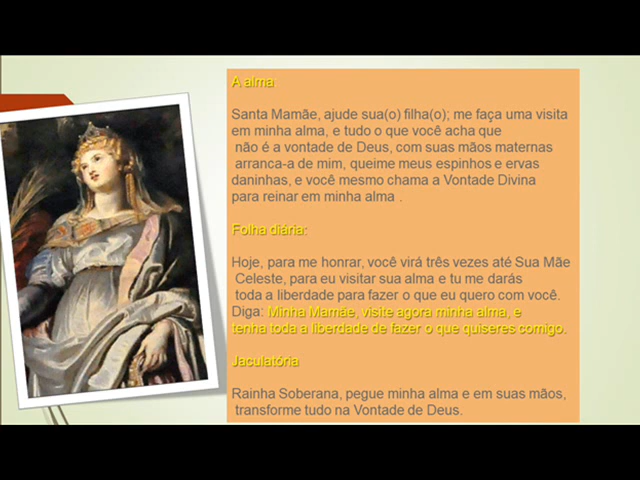 A alma
Santa Mamãe, ajude sua(o) filha(o); me faça uma visita
em minha alma, e tudo o que você acha que
não é a vontade de Deus, com suas mãos maternas
arranca-a de mim, queime meus espinhos e ervas
daninhas, e você mesmo chama a Vontade Divina
para reinar em minha alma .
Folha diária:
Hoje, para me honrar, você virá três vezes até Sua Mãe
Celeste, para eu visitar sua alma e tu me darás
toda a liberdade para fazer o que eu quero com você.
Diga: Minha Mamãe, visite agora minha alma, e
tenha toda a liberdade de fazer o que quiseres comigo.
Jaculatória
Rainha Soberana, pegue minha alma e em suas mãos,
transforme tudo na Vontade de Deus.